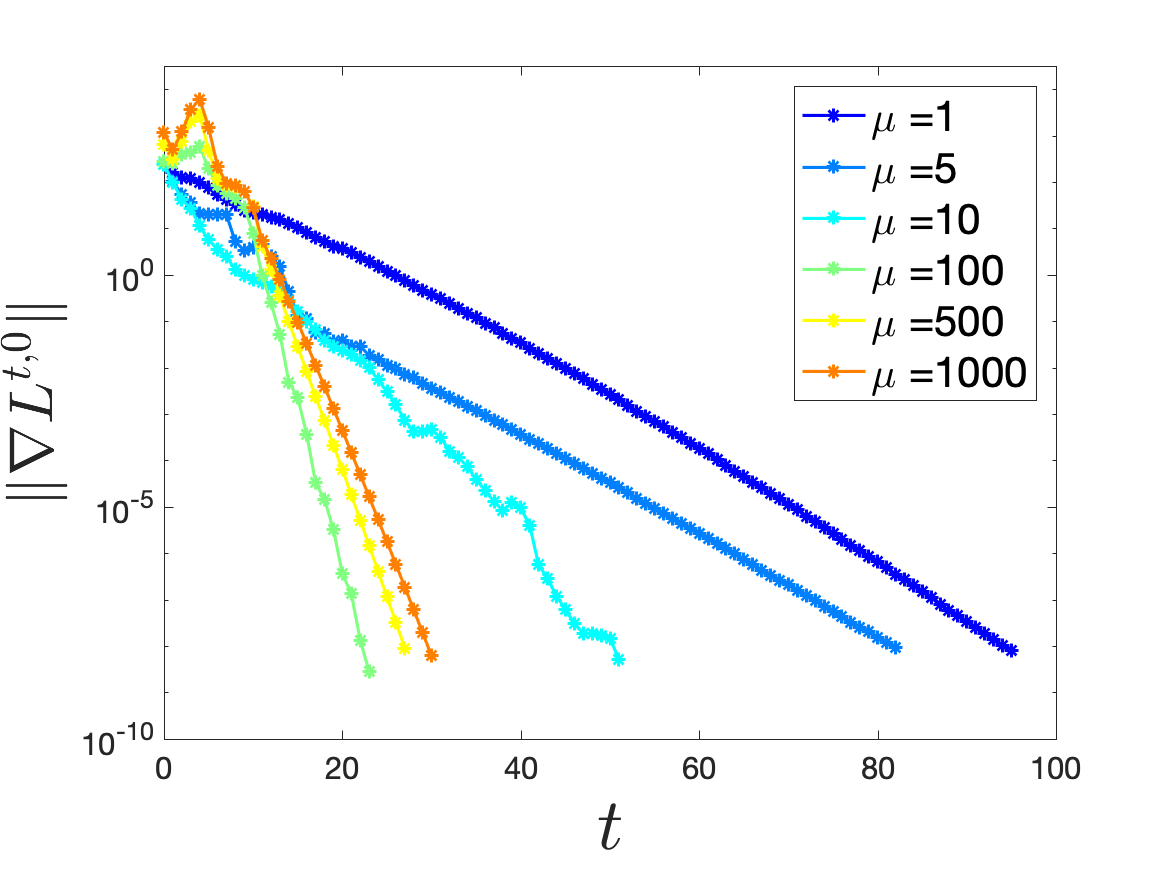 ‖∇L^{t,0}‖
10^0
10^{-5}
10^{-10}
0 20 40 60 80 100
t
μ =1
μ =5
μ =10
μ =100
μ =500
μ =1000